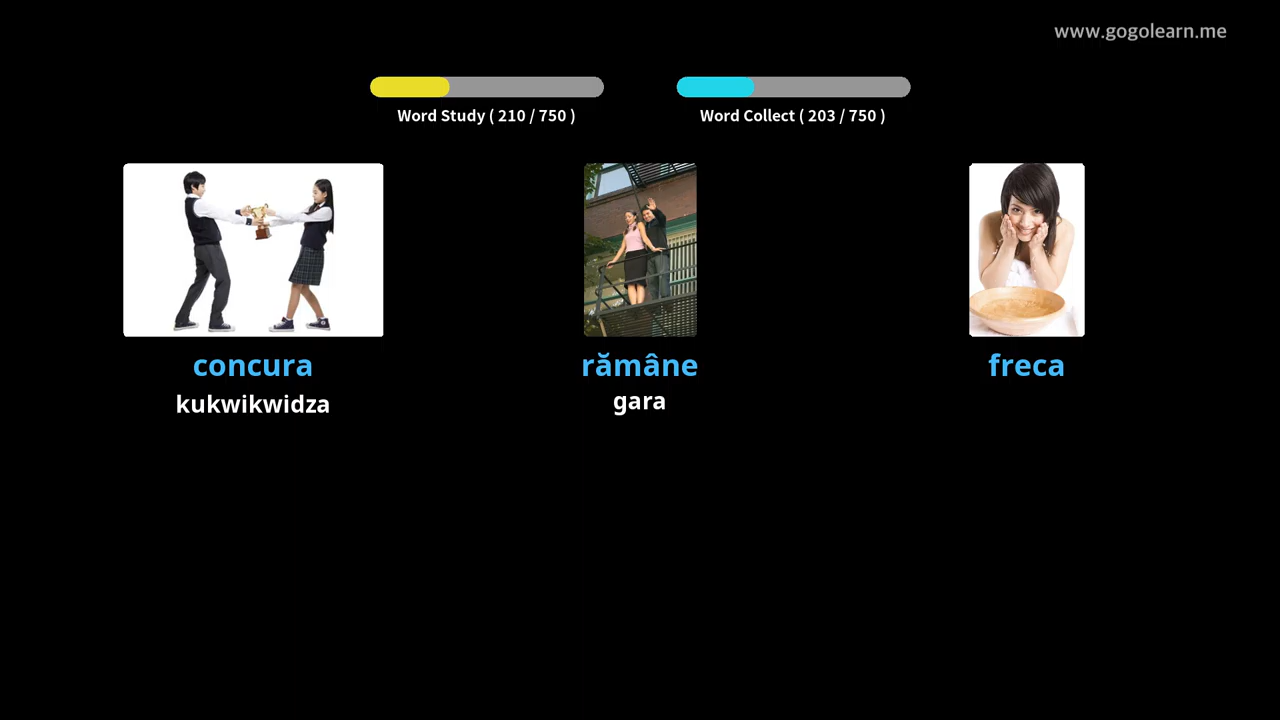 www.gogolearn.me
Word Study ( 210 / 750 )
Word Collect ( 203 / 750 )
concura
kukwikwidza
rămâne
gara
freca